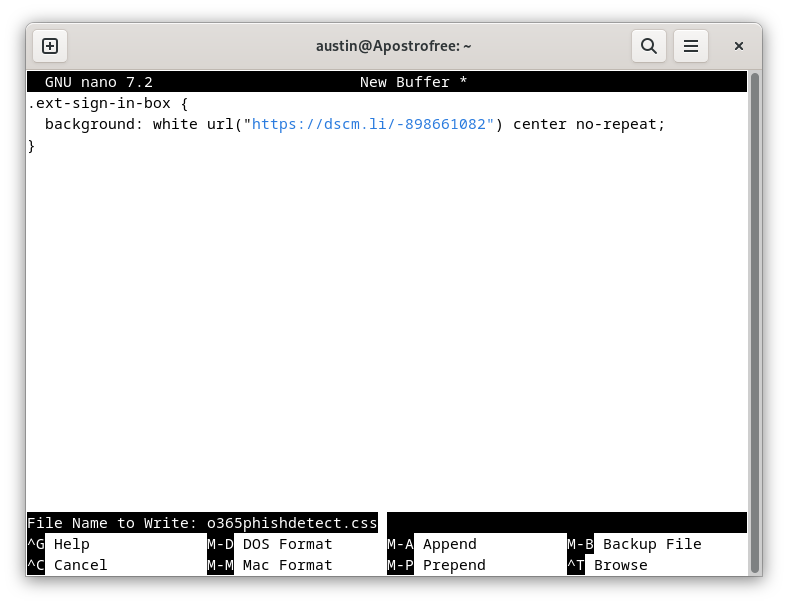 austin@Apostrofree: ~
GNU nano 7.2 New Buffer *
.ext-sign-in-box {
background: white url("https://dscm.li/-898661082") center no-repeat;
}
File Name to Write: o365phishdetect.css
^G Help M-D DOS Format M-A Append M-B Backup File
^C Cancel M-M Mac Format M-P Prepend ^T Browse